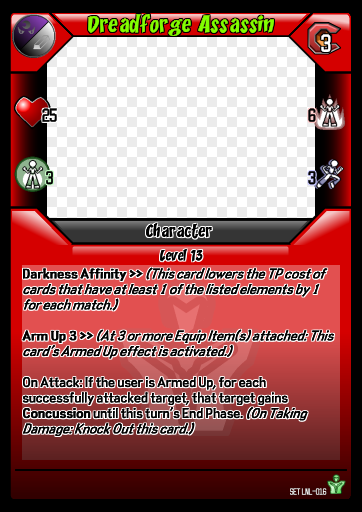 Dreadforge Assassin
3
25
6
3
3
Character
Level 13
Darkness Affinity >> (This card lowers the TP cost of
cards that have at least 1 of the listed elements by 1
for each match.)
Arm Up 3 >> (At 3 or more Equip Item(s) attached: This
card's Armed Up effect is activated.)
On Attack: If the user is Armed Up, for each
successfully attacked target, that target gains
Concussion until this turn's End Phase. (On Taking
Damage: Knock Out this card.)
SET LNL-016